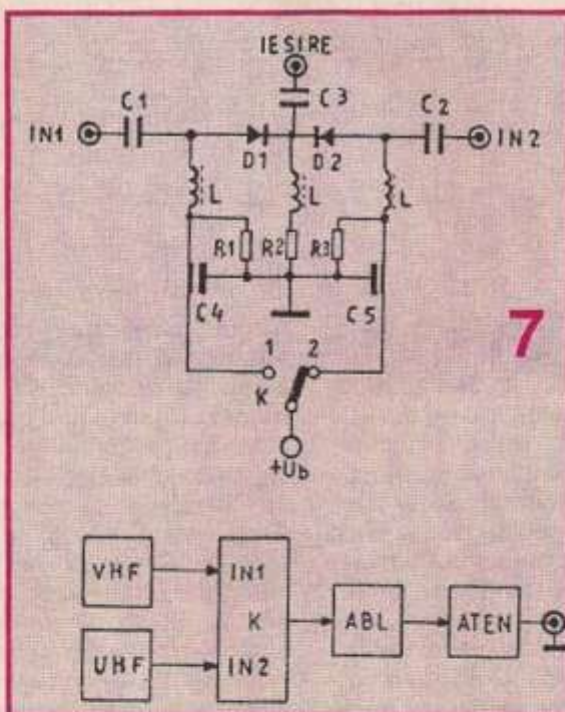 IESIRE
C1
C3
C2
IN1
IN2
D1 D2
L L L
R1 R2 R3
C4 C5
7
1 2
K
+Ub
VHF IN1
K ABL ATEN
UHF IN2